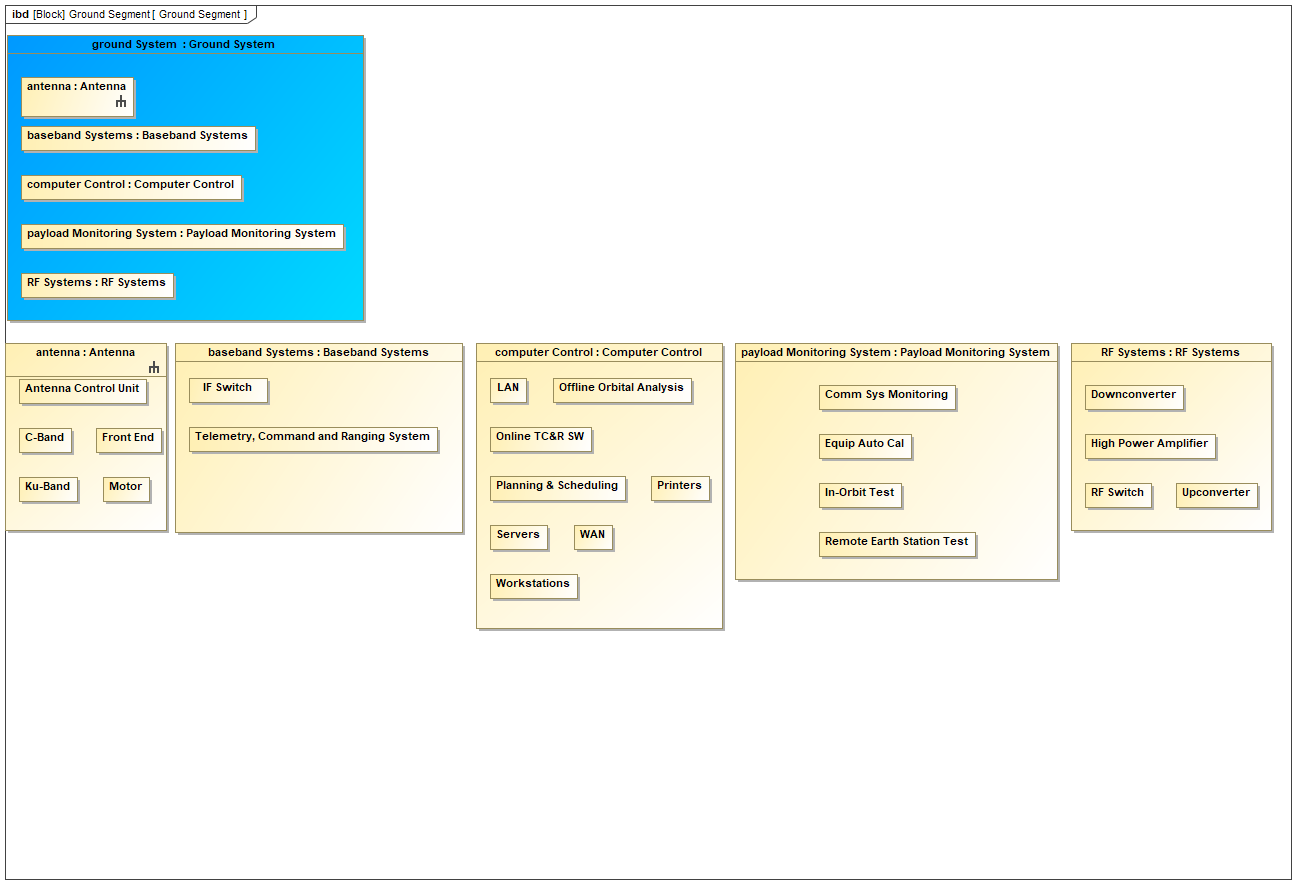 ibd [Block] Ground Segment [ Ground Segment ]
ground System : Ground System
antenna : Antenna
baseband Systems : Baseband Systems
computer Control : Computer Control
payload Monitoring System : Payload Monitoring System
RF Systems : RF Systems
antenna : Antenna
Antenna Control Unit
C-Band
Front End
Ku-Band
Motor
baseband Systems : Baseband Systems
IF Switch
Telemetry, Command and Ranging System
computer Control : Computer Control
LAN
Offline Orbital Analysis
Online TC&R SW
Planning & Scheduling
Printers
Servers
WAN
Workstations
payload Monitoring System : Payload Monitoring System
Comm Sys Monitoring
Equip Auto Cal
In-Orbit Test
Remote Earth Station Test
RF Systems : RF Systems
Downconverter
High Power Amplifier
RF Switch
Upconverter